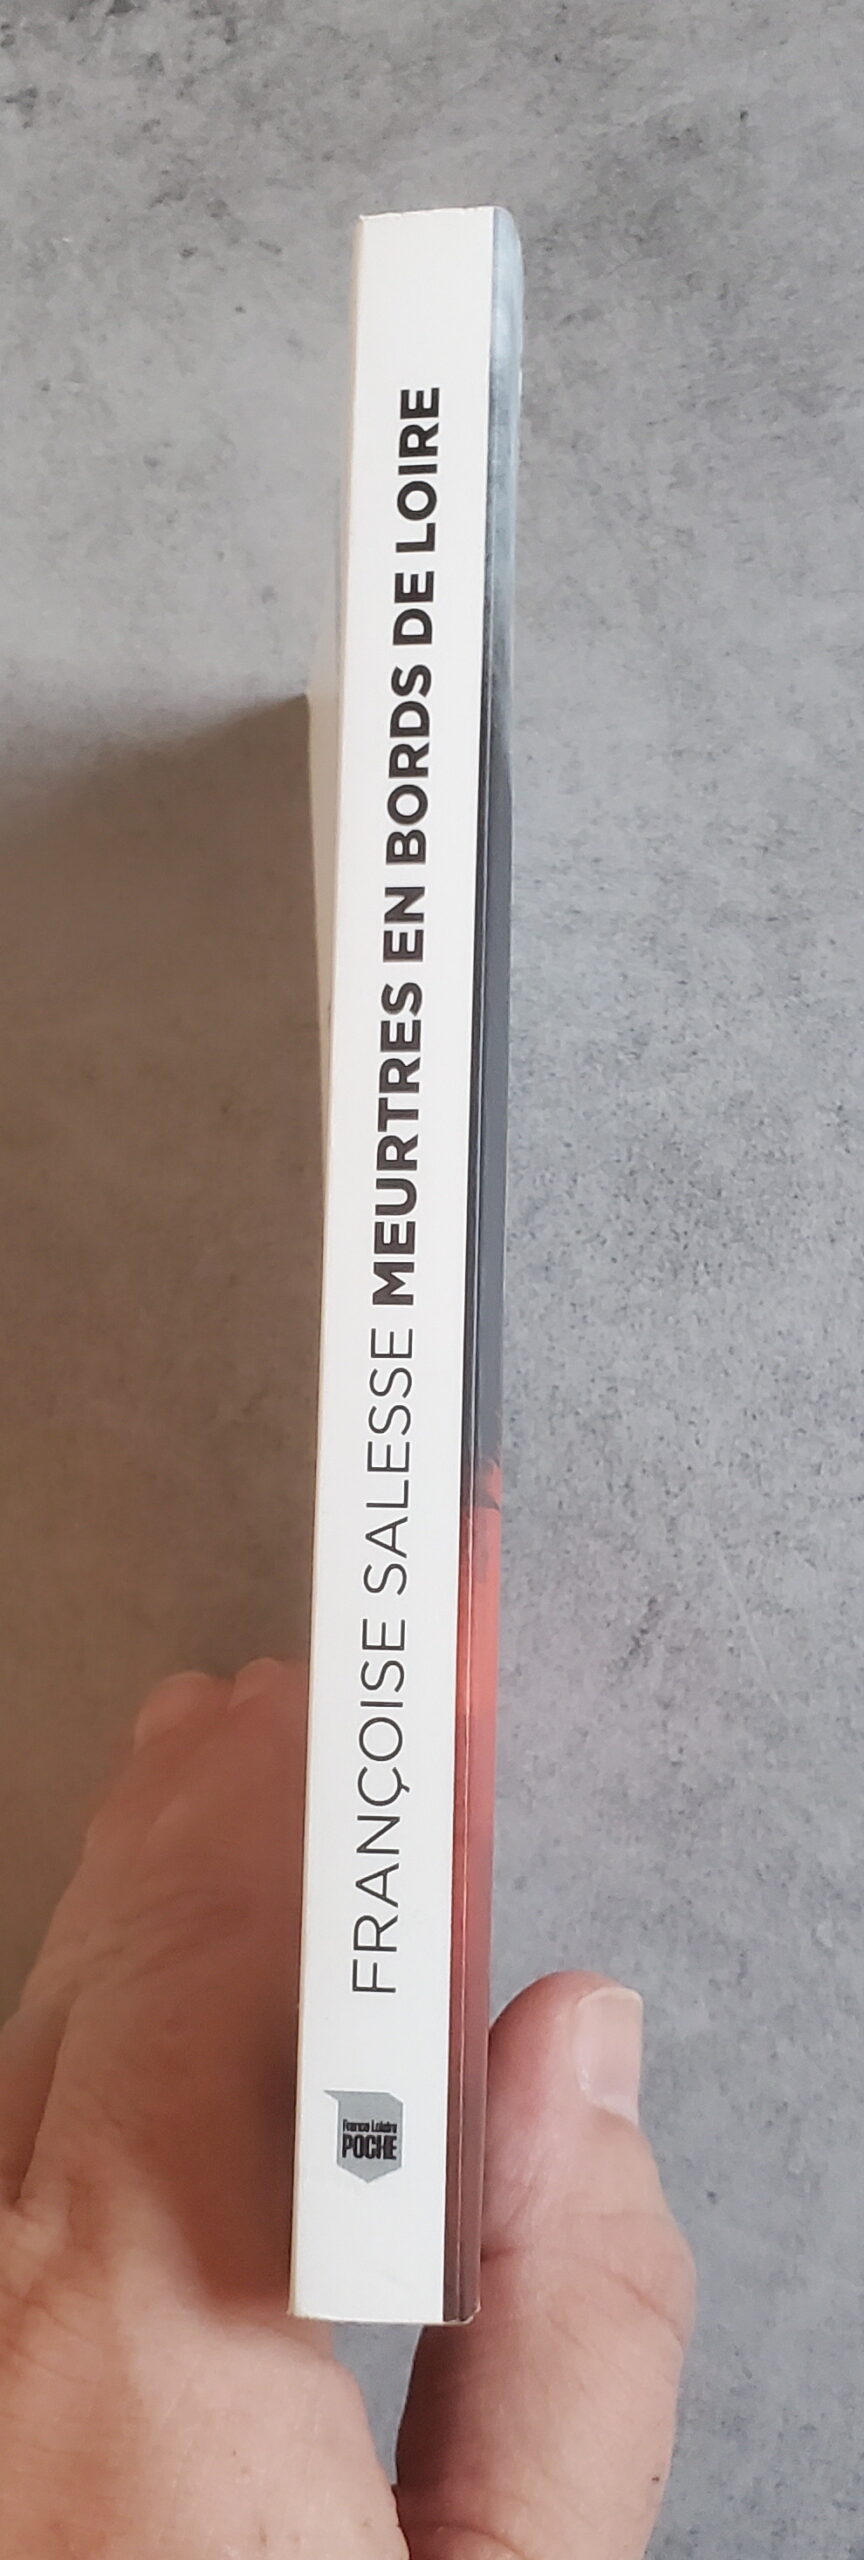 FRANÇOISE SALESSE MEURTRES EN BORDS DE LOIRE
France Loisirs
POCHE